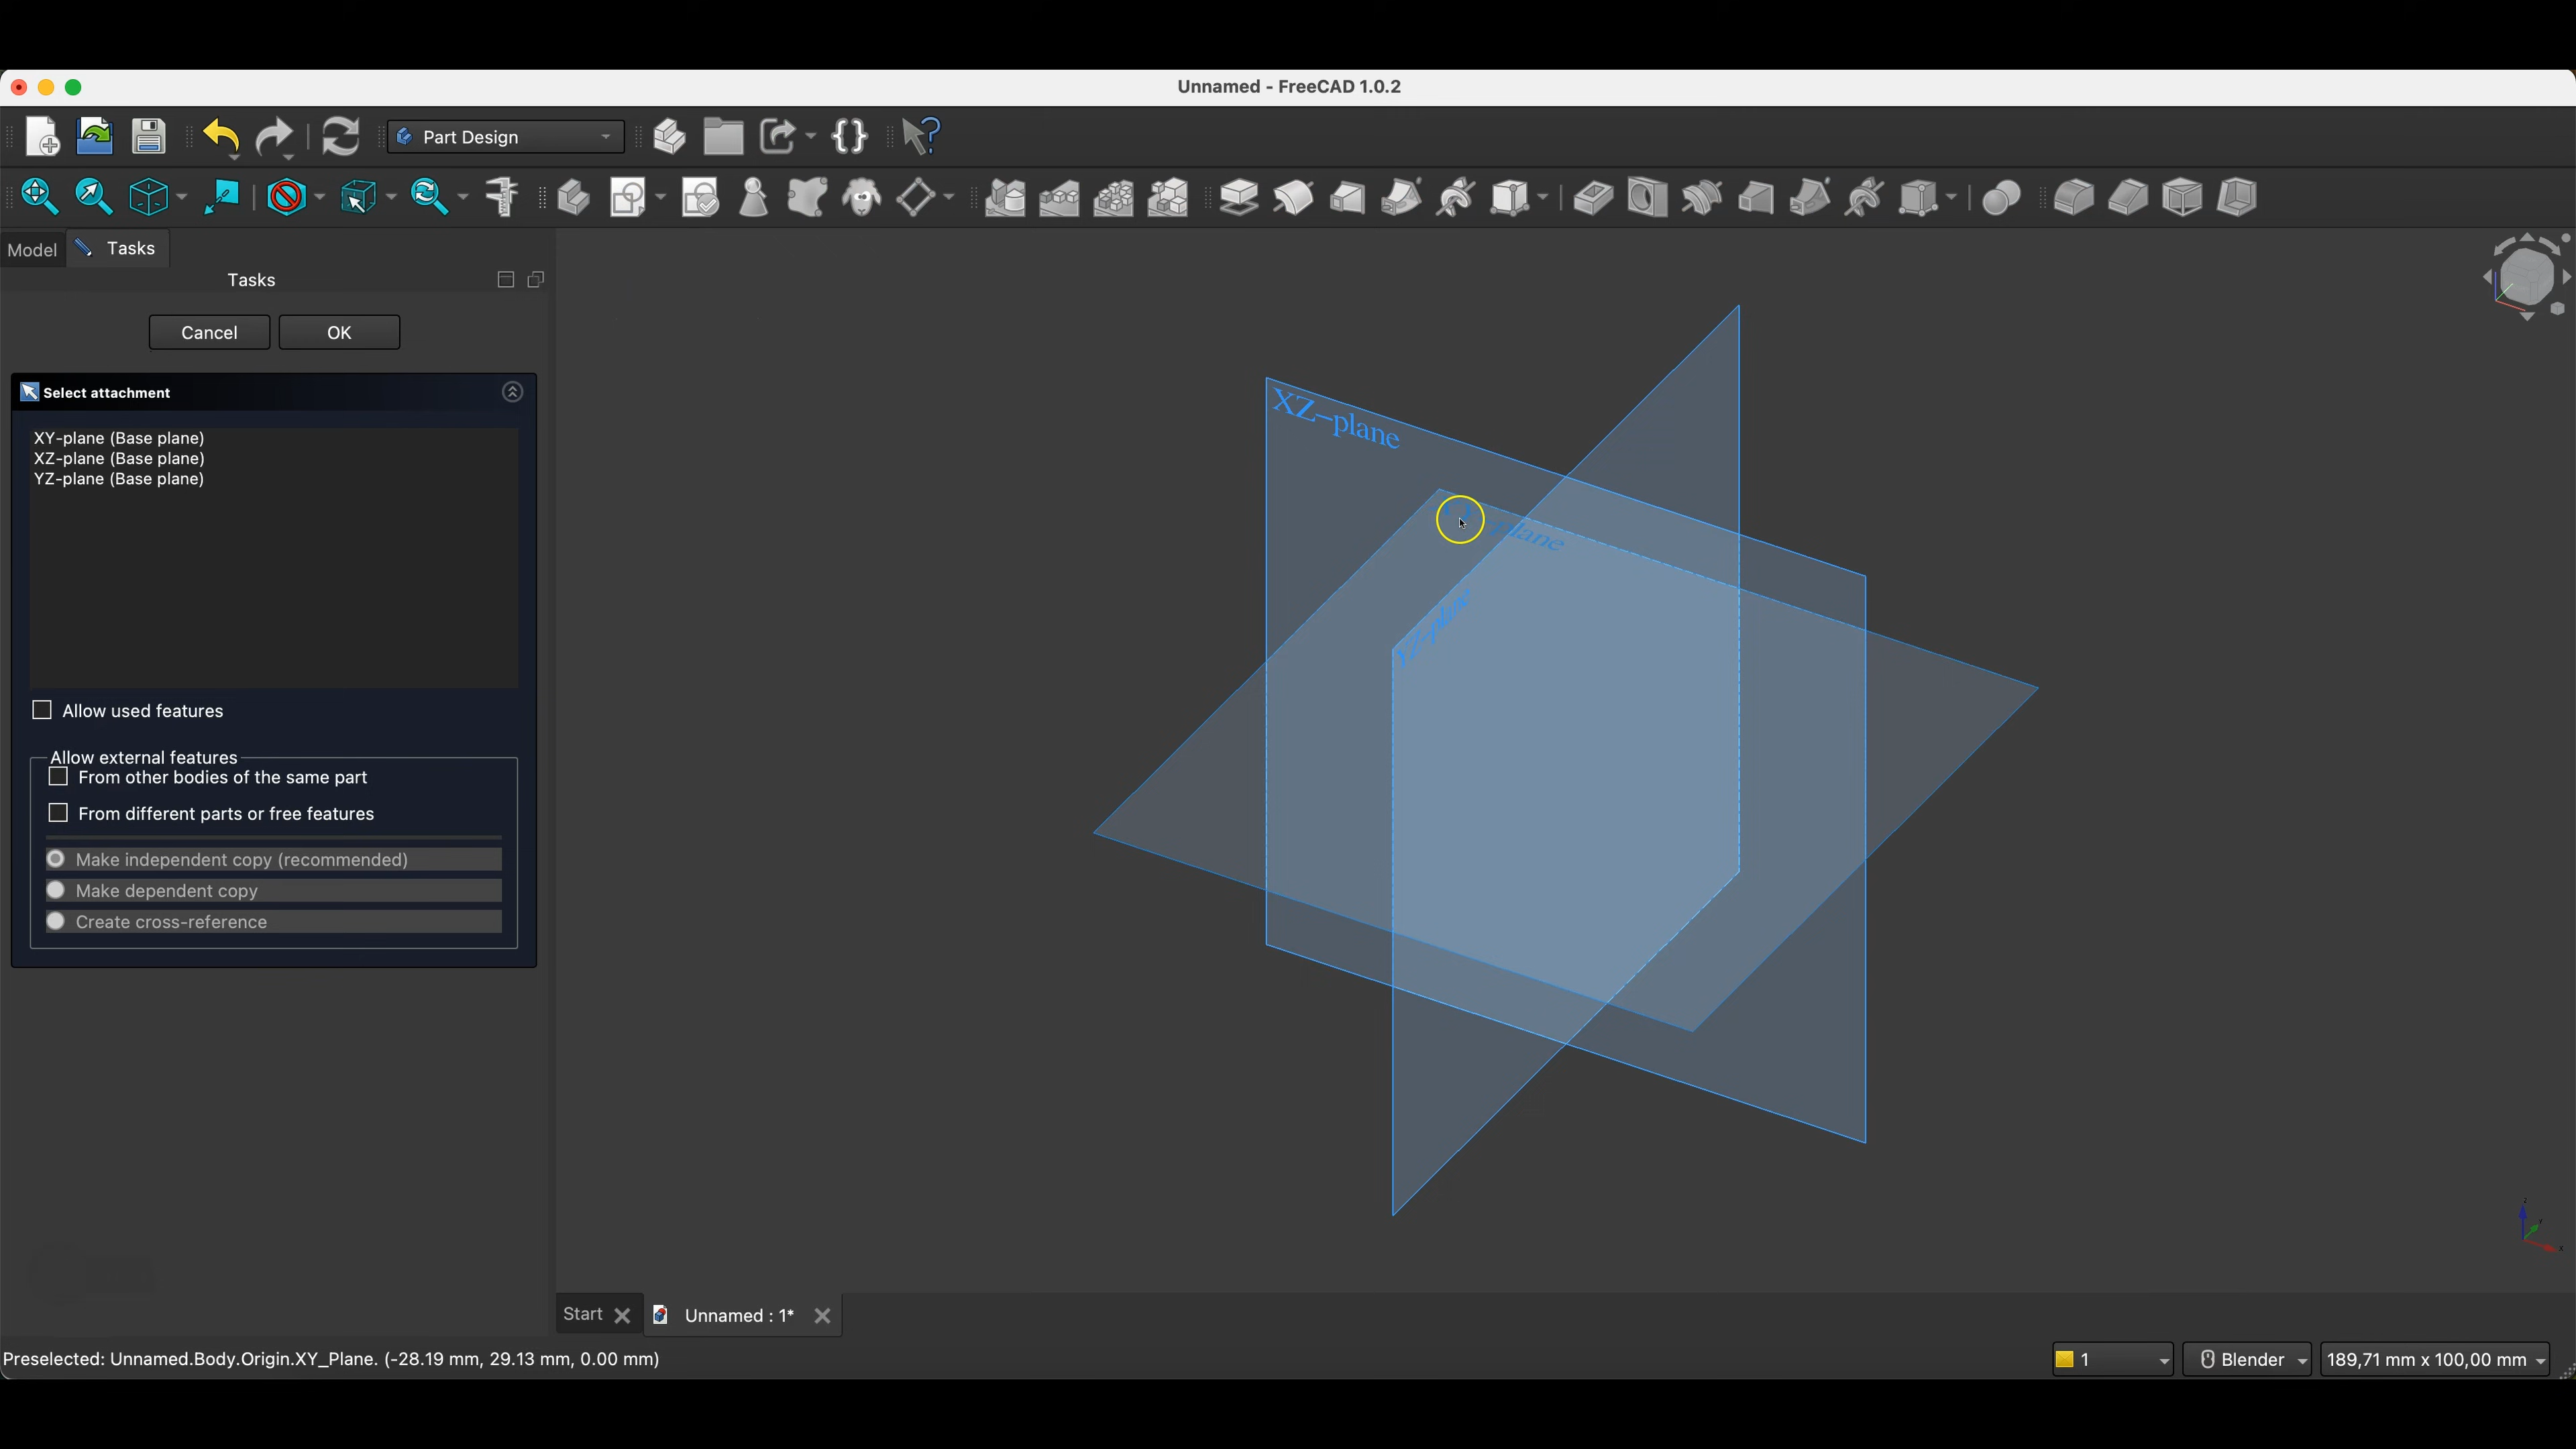 Unnamed - FreeCAD 1.0.2
Part Design
Model
Tasks
Tasks
Cancel
OK
Select attachment
XY-plane (Base plane)
XZ-plane (Base plane)
YZ-plane (Base plane)
Allow used features
Allow external features
From other bodies of the same part
From different parts or free features
Make independent copy (recommended)
Make dependent copy
Create cross-reference
XZ-plane
YZ-plane
Start
Unnamed : 1*
Preselected: Unnamed.Body.Origin.XY_Plane. (-28.19 mm, 29.13 mm, 0.00 mm)
1
Blender
189,71 mm x 100,00 mm